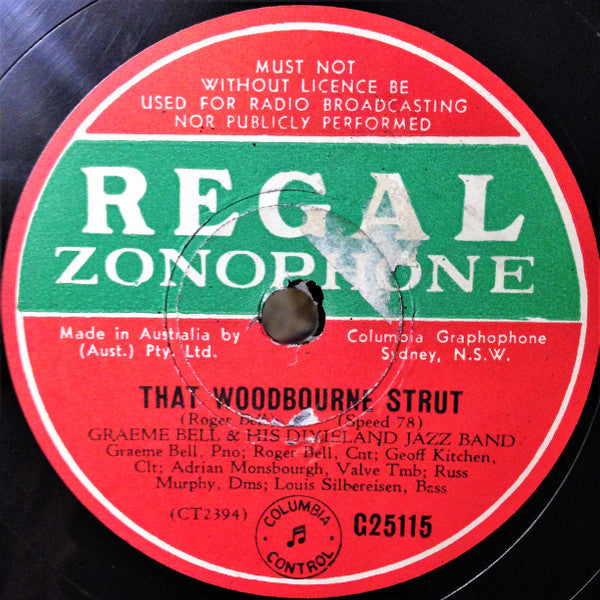 MUST NOT
WITHOUT LICENCE BE
USED FOR RADIO BROADCASTING
NOR PUBLICLY PERFORMED
REGAL
ZONOPHONE
Made in Australia by Columbia Graphophone
(Aust.) Pty. Ltd. Sydney, N.S.W.
THAT WOODBOURNE STRUT
(Roger (Speed 78)
GRAEME BELL & HIS DIXIELAND JAZZ BAND
Graeme Bell, Pno; Roger Bell, Cnt; Geoff Kitchen,
Clt; Adrian Monsbourgh, Valve Tmb; Russ
Murphy, Dms; Louis Silbereisen, Bass
(CT2394) COLUMBIA CONTROL G25115